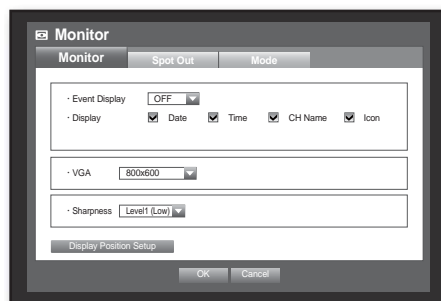 Monitor
Monitor Spot Out Mode
· Event Display OFF
· Display Date Time CH Name Icon
· VGA 800x600
· Sharpness Level1 (Low)
Display Position Setup
OK Cancel